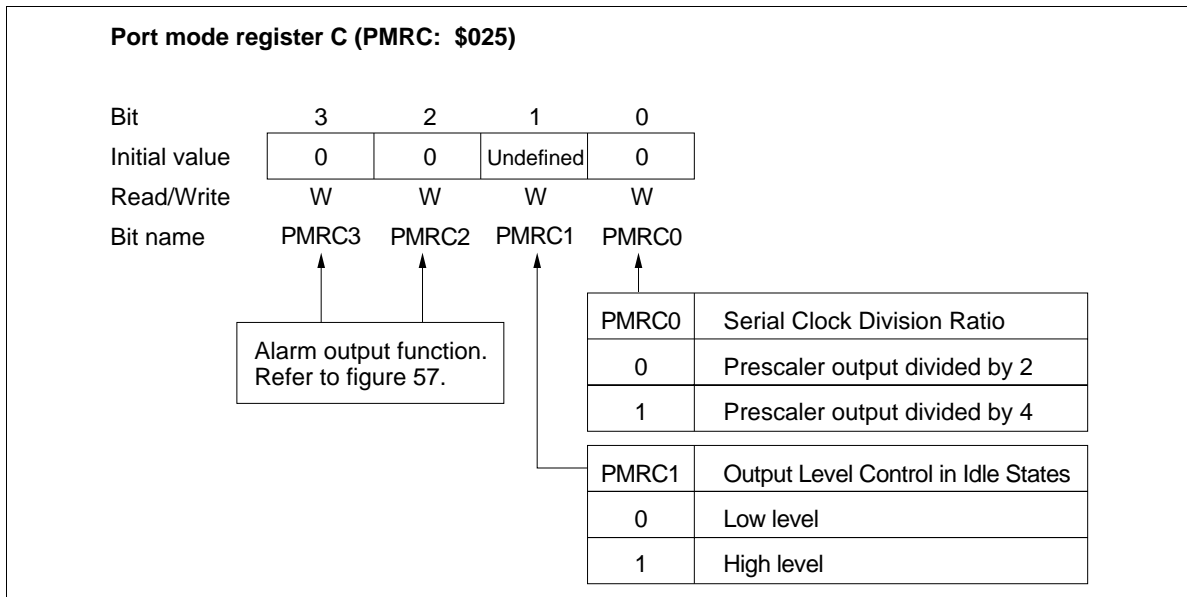 Port mode register C (PMRC: $025)
Bit 3 2 1 0
Initial value 0 0 Undefined 0
Read/Write W W W W
Bit name PMRC3 PMRC2 PMRC1 PMRC0
Alarm output function.
Refer to figure 57.
PMRC0 Serial Clock Division Ratio
0 Prescaler output divided by 2
1 Prescaler output divided by 4
PMRC1 Output Level Control in Idle States
0 Low level
1 High level